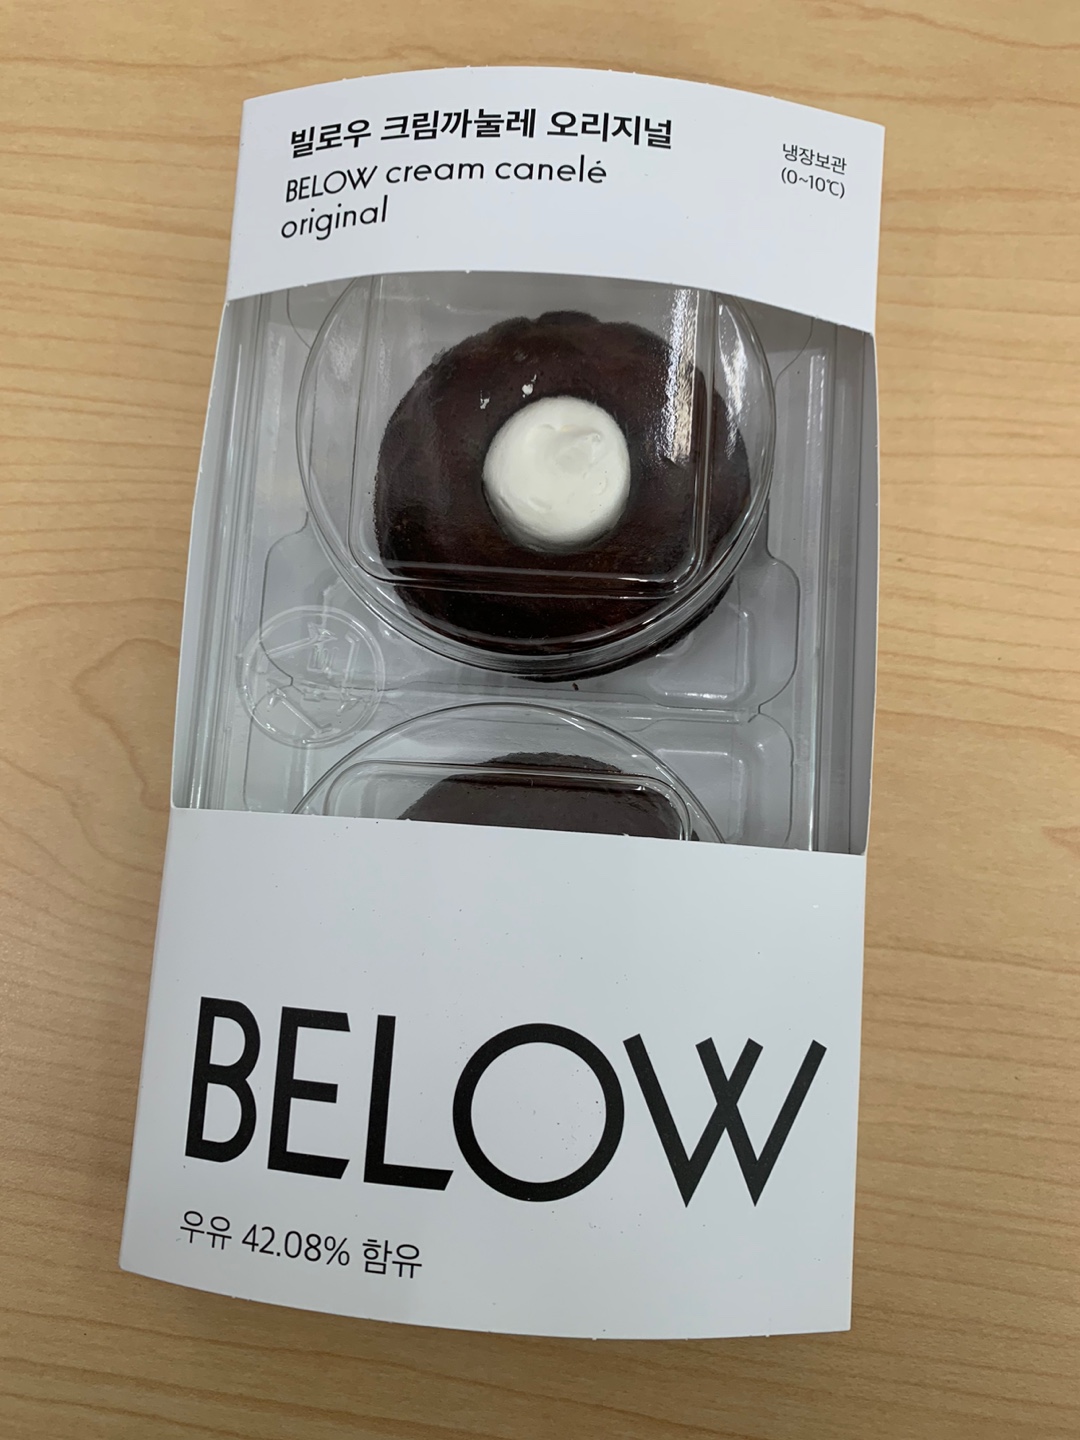 빌로우 크림까눌레 오리지널
BELOW cream canelé
original
냉장보관
(0~10℃)
BELOW
우유 42.08% 함유